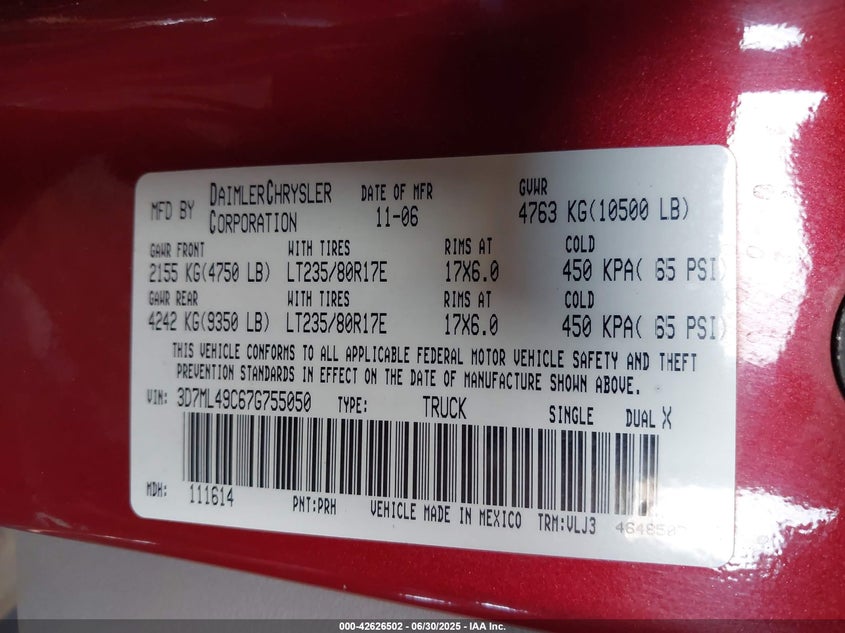 MFD BY DAIMLERCHRYSLER CORPORATION DATE OF MFR 11-06 GVWR 4763 KG(10500 LB)
GAWR FRONT WITH TIRES RIMS AT COLD
2155 KG(4750 LB) LT235/80R17E 17X6.0 450 KPA( 65 PSI)
GAWR REAR WITH TIRES RIMS AT COLD
4242 KG(9350 LB) LT235/80R17E 17X6.0 450 KPA( 65 PSI)
THIS VEHICLE CONFORMS TO ALL APPLICABLE FEDERAL MOTOR VEHICLE SAFETY AND THEFT
PREVENTION STANDARDS IN EFFECT ON THE DATE OF MANUFACTURE SHOWN ABOVE.
VIN: 3D7ML49C67G755050 TYPE: TRUCK SINGLE DUAL X
MDH: 111614 PNT:PRH VEHICLE MADE IN MEXICO TRM:VLJ3
000-42626502 - 06/30/2025 - IAA Inc.